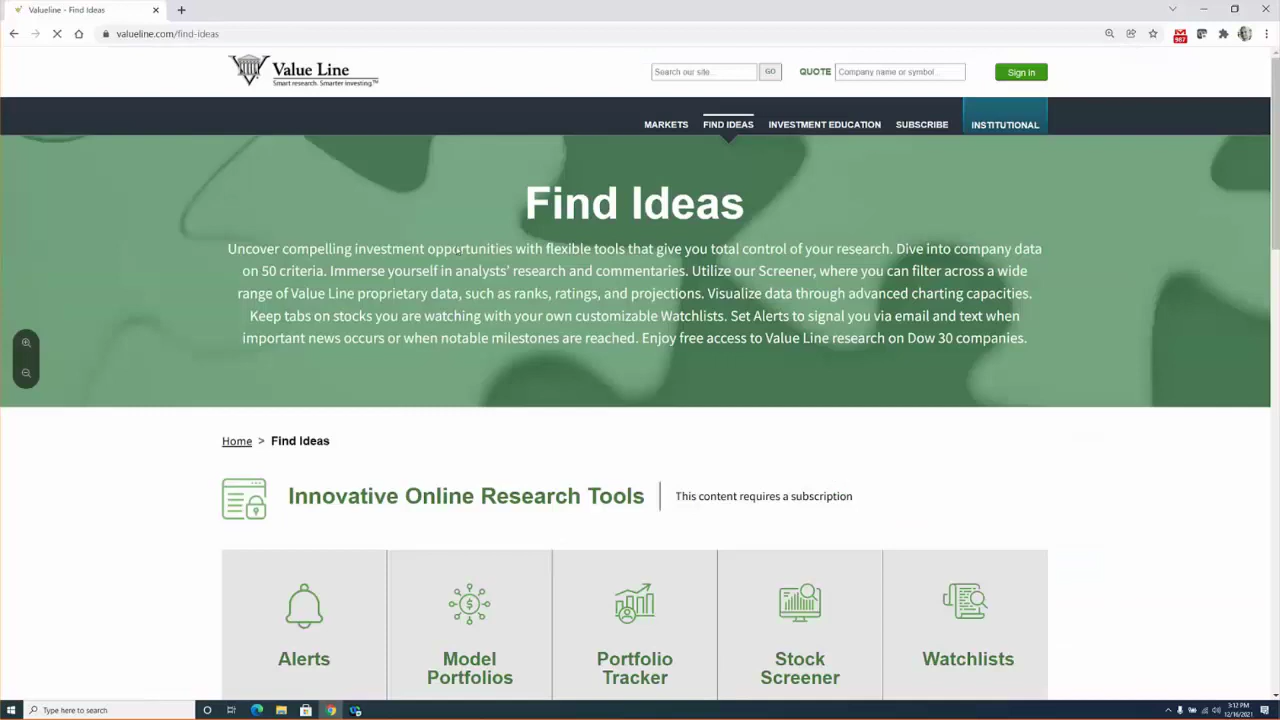 Valueline - Find Ideas
valueline.com/find-ideas
987
Value Line
Smart research. Smarter investing.™
Search our site...
GO
QUOTE
Company name or symbol...
Sign In
MARKETS
FIND IDEAS
INVESTMENT EDUCATION
SUBSCRIBE
INSTITUTIONAL
Find Ideas
Uncover compelling investment opportunities with flexible tools that give you total control of your research. Dive into company data
on 50 criteria. Immerse yourself in analysts' research and commentaries. Utilize our Screener, where you can filter across a wide
range of Value Line proprietary data, such as ranks, ratings, and projections. Visualize data through advanced charting capacities.
Keep tabs on stocks you are watching with your own customizable Watchlists. Set Alerts to signal you via email and text when
important news occurs or when notable milestones are reached. Enjoy free access to Value Line research on Dow 30 companies.
Home > Find Ideas
Innovative Online Research Tools
This content requires a subscription
Alerts
Model
Portfolios
Portfolio
Tracker
Stock
Screener
Watchlists
Type here to search
3:12 PM
12/16/2021